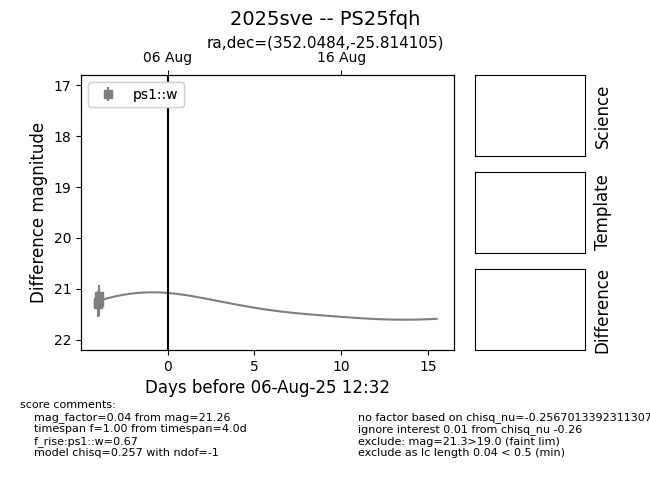 2025sve -- PS25fqh
ra,dec=(352.0484,-25.814105)
06 Aug
16 Aug
ps1::w
17
18
19
20
21
22
Difference magnitude
0
5
10
15
Days before 06-Aug-25 12:32
Science
Template
Difference
score comments:
mag_factor=0.04 from mag=21.26
timespan f=1.00 from timespan=4.0d
f_rise:ps1::w=0.67
model chisq=0.257 with ndof=-1
no factor based on chisq_nu=-0.2567013392311307
ignore interest 0.01 from chisq_nu -0.26
exclude: mag=21.3>19.0 (faint lim)
exclude as lc length 0.04 < 0.5 (min)